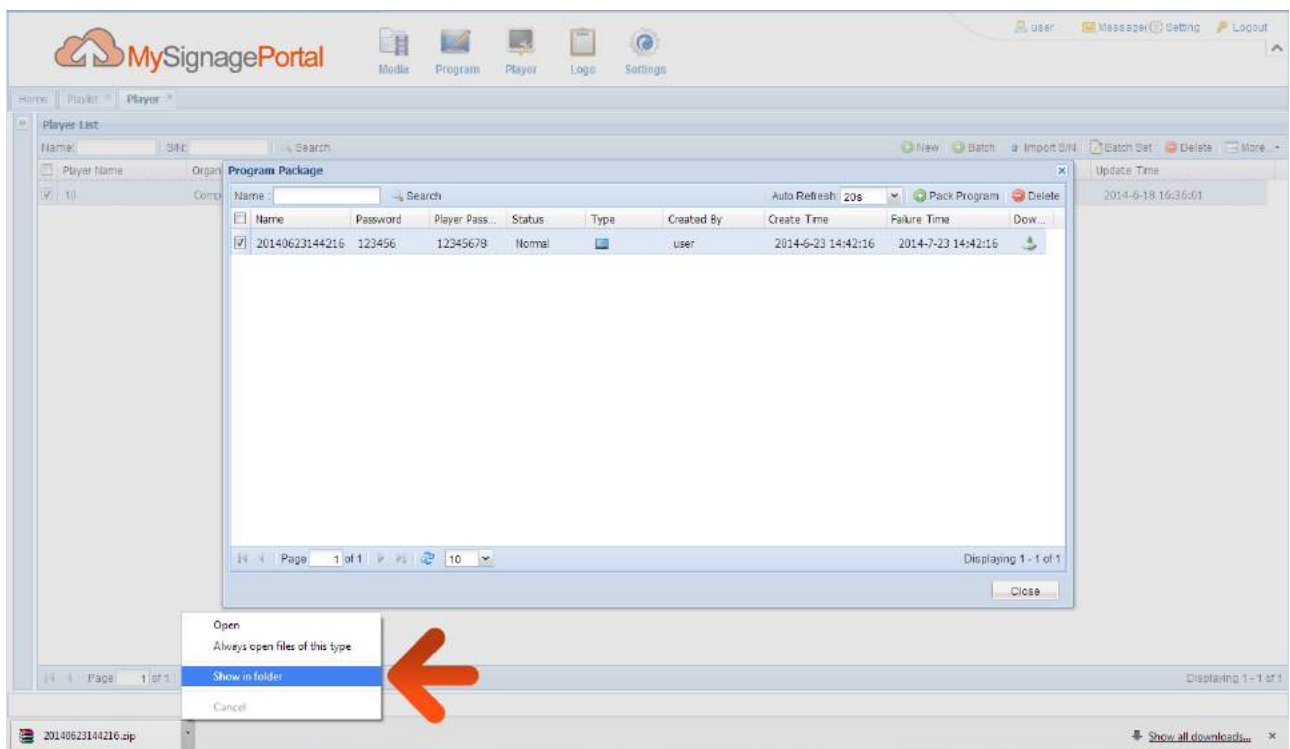 MySignagePortal
Media Program Player Logs Settings
user Message( ) Setting Logout
Home Playlist Player
Player List
Name: S/N: Search New Batch Import S/N Batch Set Delete More...
Player Name Organ Update Time
10 Comp 2014-6-18 16:36:01
Program Package
Name : Search Auto Refresh: 20s Pack Program Delete
Name Password Player Pass... Status Type Created By Create Time Failure Time Dow...
20140623144216 123456 12345678 Normal user 2014-6-23 14:42:16 2014-7-23 14:42:16
Page 1 of 1 10 Displaying 1 - 1 of 1
Close
Open
Always open files of this type
Show in folder
Cancel
Page 1 of 1 Displaying 1 - 1 of 1
20140623144216.zip Show all downloads...